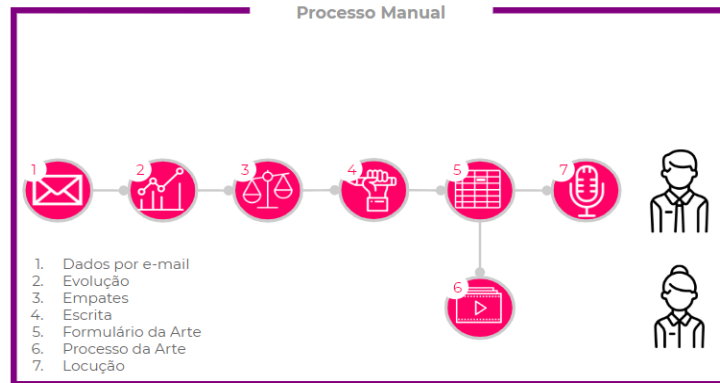 Processo Manual
1
2
3
4
5
7
6
1. Dados por e-mail
2. Evolução
3. Empates
4. Escrita
5. Formulário da Arte
6. Processo da Arte
7. Locução